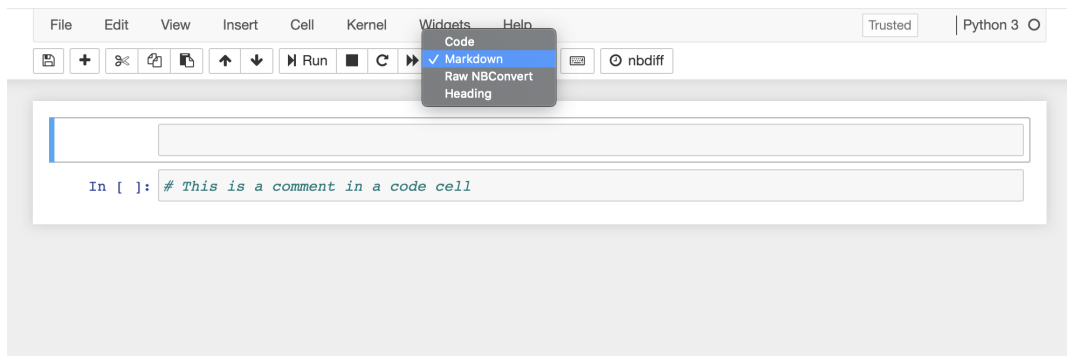 File Edit View Insert Cell Kernel Widgets Help Trusted Python 3
Run nbdiff
Code
✓ Markdown
Raw NBConvert
Heading
In [ ]: # This is a comment in a code cell